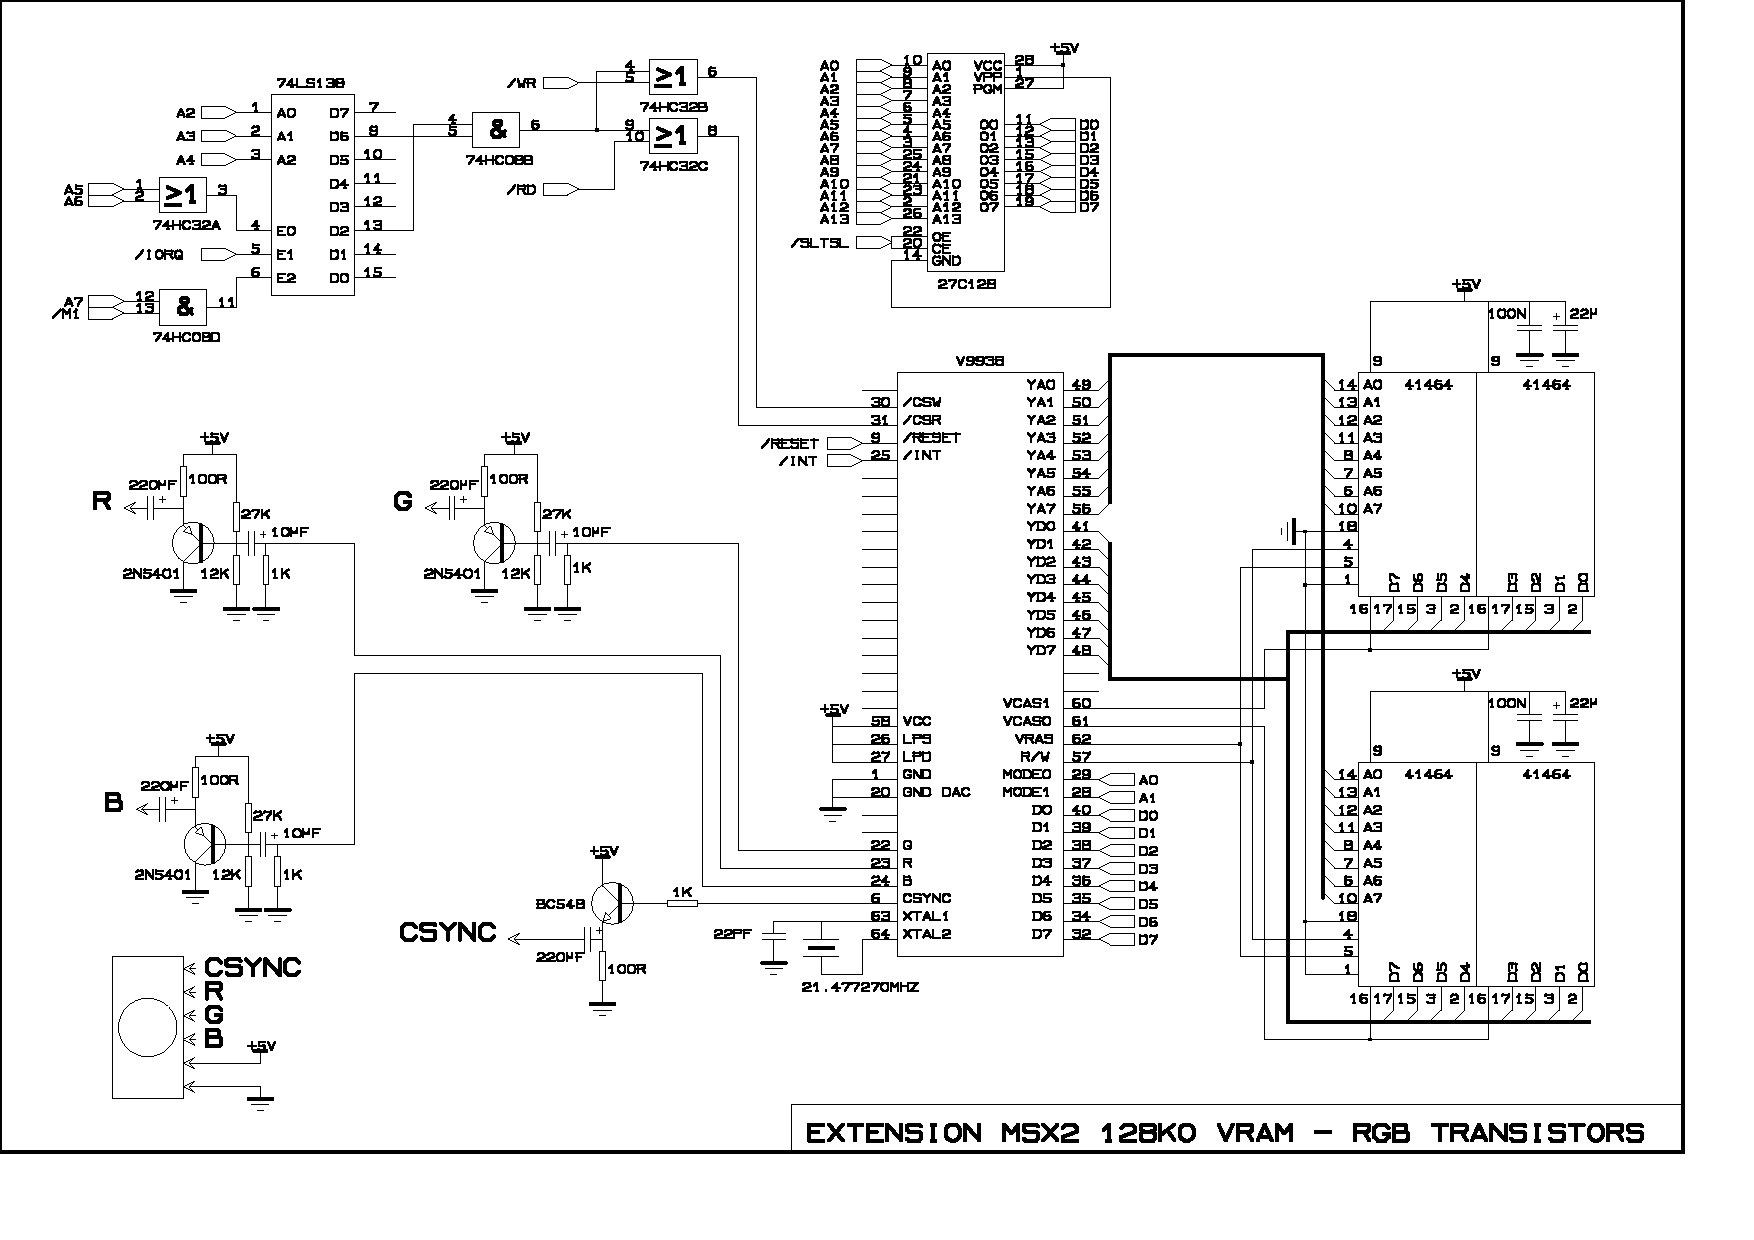 74LS138
A2 1 A0 D7 7
A3 2 A1 D6 9
A4 3 A2 D5 10
D4 11
D3 12
4 E0 D2 13
/IORQ 5 E1 D1 14
6 E2 D0 15
A5 1
A6 2
≥1 3
74HC32A
A7 12
/M1 13
& 11
74HC08D
4
5
& 6
74HC08B
/WR
4
5
≥1 6
74HC32B
9
10
≥1 8
74HC32C
/RD
+5V
A0 10 A0 VCC 28
A1 9 A1 VPP 1
A2 8 A2 PGM 27
A3 7 A3
A4 6 A4
A5 5 A5 O0 11 D0
A6 4 A6 O1 12 D1
A7 3 A7 O2 13 D2
A8 25 A8 O3 15 D3
A9 24 A9 O4 16 D4
A10 21 A10 O5 17 D5
A11 23 A11 O6 18 D6
A12 2 A12 O7 19 D7
A13 26 A13
22 OE
/SLTSL 20 CE
14 GND
27C128
V9938
YA0 49
30 /CSW YA1 50
31 /CSR YA2 51
/RESET 9 /RESET YA3 52
/INT 25 /INT YA4 53
YA5 54
YA6 55
YA7 56
YD0 41
YD1 42
YD2 43
YD3 44
YD4 45
YD5 46
YD6 47
YD7 48
VCAS1 60
+5V
58 VCC VCAS0 61
26 LPS VRAS 62
27 LPD R/W 57
1 GND MODE0 29 A0
20 GND DAC MODE1 28 A1
D0 40 D0
D1 39 D1
22 G D2 38 D2
23 R D3 37 D3
24 B D4 36 D4
6 CSYNC D5 35 D5
63 XTAL1 D6 34 D6
64 XTAL2 D7 32 D7
22PF
21.477270MHZ
+5V
100N + 22µ
9 9
14 A0 41464 41464
13 A1
12 A2
11 A3
8 A4
7 A5
6 A6
10 A7
18
4
5
1
D7 D6 D5 D4 D3 D2 D1 D0
16 17 15 3 2 16 17 15 3 2
+5V
100N + 22µ
9 9
14 A0 41464 41464
13 A1
12 A2
11 A3
8 A4
7 A5
6 A6
10 A7
18
4
5
1
D7 D6 D5 D4 D3 D2 D1 D0
16 17 15 3 2 16 17 15 3 2
+5V
220µF 100R
R +
27K
+ 10µF
2N5401 12K 1K
+5V
220µF 100R
G +
27K
+ 10µF
2N5401 12K 1K
+5V
220µF 100R
B +
27K
+ 10µF
2N5401 12K 1K
+5V
BC548 1K
CSYNC +
220µF
100R
CSYNC
R
G
B
+5V
EXTENSION MSX2 128KO VRAM - RGB TRANSISTORS